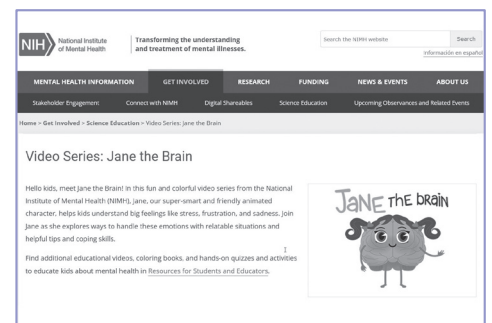 NIH National Institute of Mental Health
Transforming the understanding and treatment of mental illnesses.
Search the NIMH website
Search
Información en español
MENTAL HEALTH INFORMATION GET INVOLVED RESEARCH FUNDING NEWS & EVENTS ABOUT US
Stakeholder Engagement Connect with NIMH Digital Shareables Science Education Upcoming Observances and Related Events
Home > Get Involved > Science Education > Video Series: Jane the Brain
Video Series: Jane the Brain
Hello kids, meet Jane the Brain! In this fun and colorful video series from the National
Institute of Mental Health (NIMH), Jane, our super-smart and friendly animated
character, helps kids understand big feelings like stress, frustration, and sadness. Join
Jane as she explores ways to handle these emotions with relatable situations and
helpful tips and coping skills.
Find additional educational videos, coloring books, and hands-on quizzes and activities
to educate kids about mental health in Resources for Students and Educators.
JANE THE BRAIN